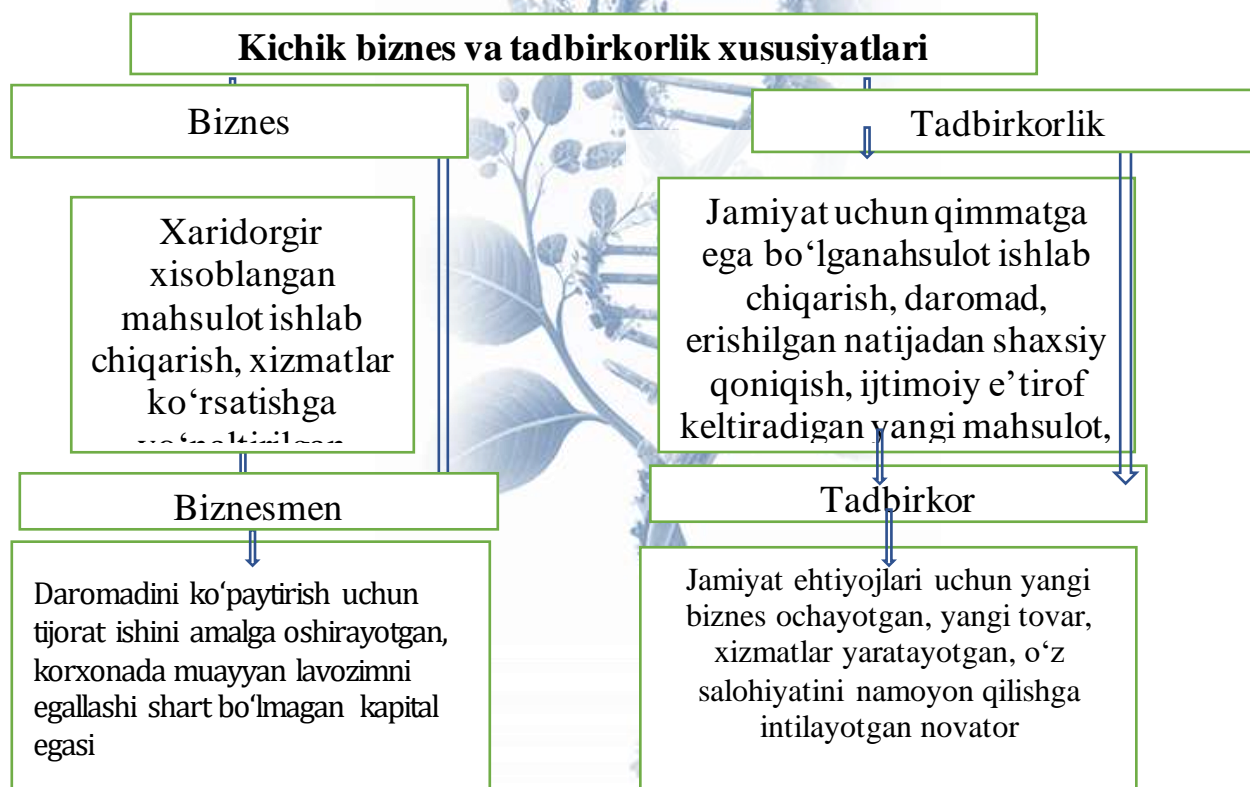 Kichik biznes va tadbirkorlik xususiyatlari
Biznes
Tadbirkorlik
Xaridorgir
xisoblangan
mahsulot ishlab
chiqarish, xizmatlar
ko‘rsatishga
Jamiyat uchun qimmatga
ega bo‘lganahsulot ishlab
chiqarish, daromad,
erishilgan natijadan shaxsiy
qoniqish, ijtimoiy e’tirof
keltiradigan yangi mahsulot,
Biznesmen
Tadbirkor
Daromadini ko‘paytirish uchun
tijorat ishini amalga oshirayotgan,
korxonada muayyan lavozimni
egallashi shart bo‘lmagan kapital
egasi
Jamiyat ehtiyojlari uchun yangi
biznes ochayotgan, yangi tovar,
xizmatlar yaratayotgan, o‘z
salohiyatini namoyon qilishga
intilayotgan novator